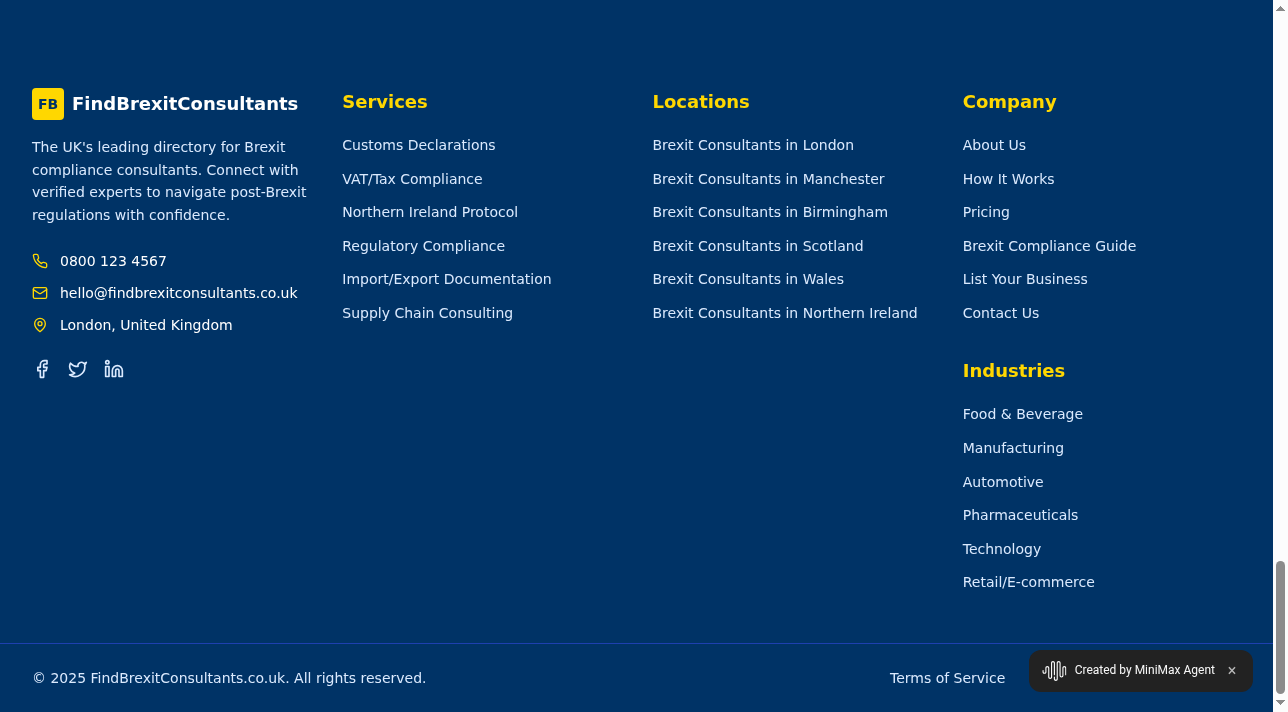 FB FindBrexitConsultants
The UK's leading directory for Brexit
compliance consultants. Connect with
verified experts to navigate post-Brexit
regulations with confidence.
0800 123 4567
hello@findbrexitconsultants.co.uk
London, United Kingdom
Services
Customs Declarations
VAT/Tax Compliance
Northern Ireland Protocol
Regulatory Compliance
Import/Export Documentation
Supply Chain Consulting
Locations
Brexit Consultants in London
Brexit Consultants in Manchester
Brexit Consultants in Birmingham
Brexit Consultants in Scotland
Brexit Consultants in Wales
Brexit Consultants in Northern Ireland
Company
About Us
How It Works
Pricing
Brexit Compliance Guide
List Your Business
Contact Us
Industries
Food & Beverage
Manufacturing
Automotive
Pharmaceuticals
Technology
Retail/E-commerce
© 2025 FindBrexitConsultants.co.uk. All rights reserved.
Terms of Service
Created by MiniMax Agent ×